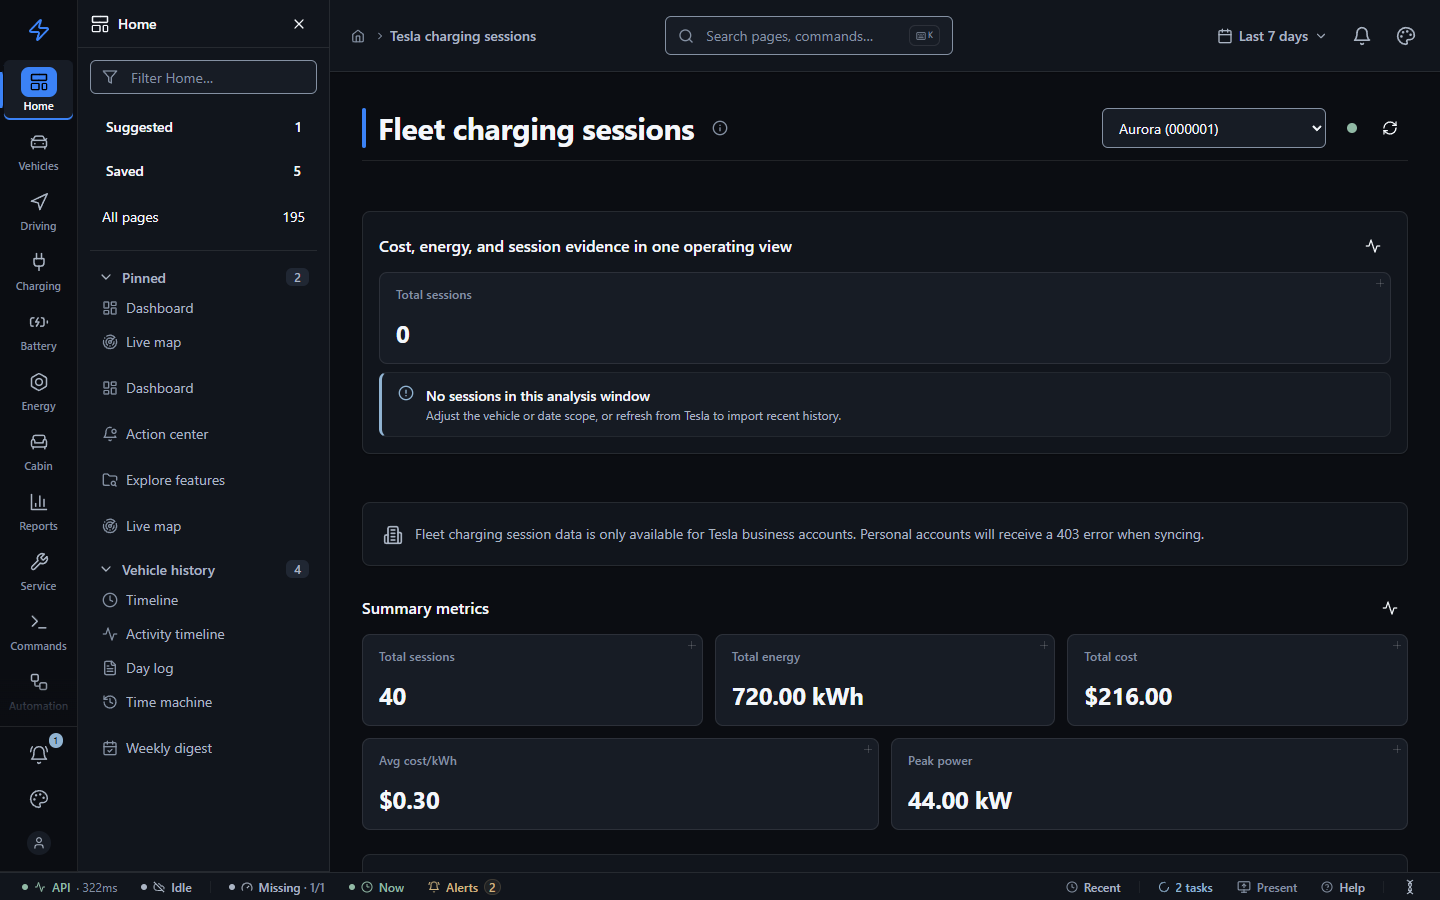 Home
Vehicles
Driving
Charging
Battery
Energy
Cabin
Reports
Service
Commands
Automation
1
Home
Filter Home...
Suggested 1
Saved 5
All pages 195
Pinned 2
Dashboard
Live map
Dashboard
Action center
Explore features
Live map
Vehicle history 4
Timeline
Activity timeline
Day log
Time machine
Weekly digest
Tesla charging sessions
Search pages, commands... K
Last 7 days
Fleet charging sessions
Aurora (000001)
Cost, energy, and session evidence in one operating view
Total sessions
0
No sessions in this analysis window
Adjust the vehicle or date scope, or refresh from Tesla to import recent history.
Fleet charging session data is only available for Tesla business accounts. Personal accounts will receive a 403 error when syncing.
Summary metrics
Total sessions
40
Total energy
720.00 kWh
Total cost
$216.00
Avg cost/kWh
$0.30
Peak power
44.00 kW
API · 322ms Idle Missing · 1/1 Now Alerts 2 Recent 2 tasks Present Help